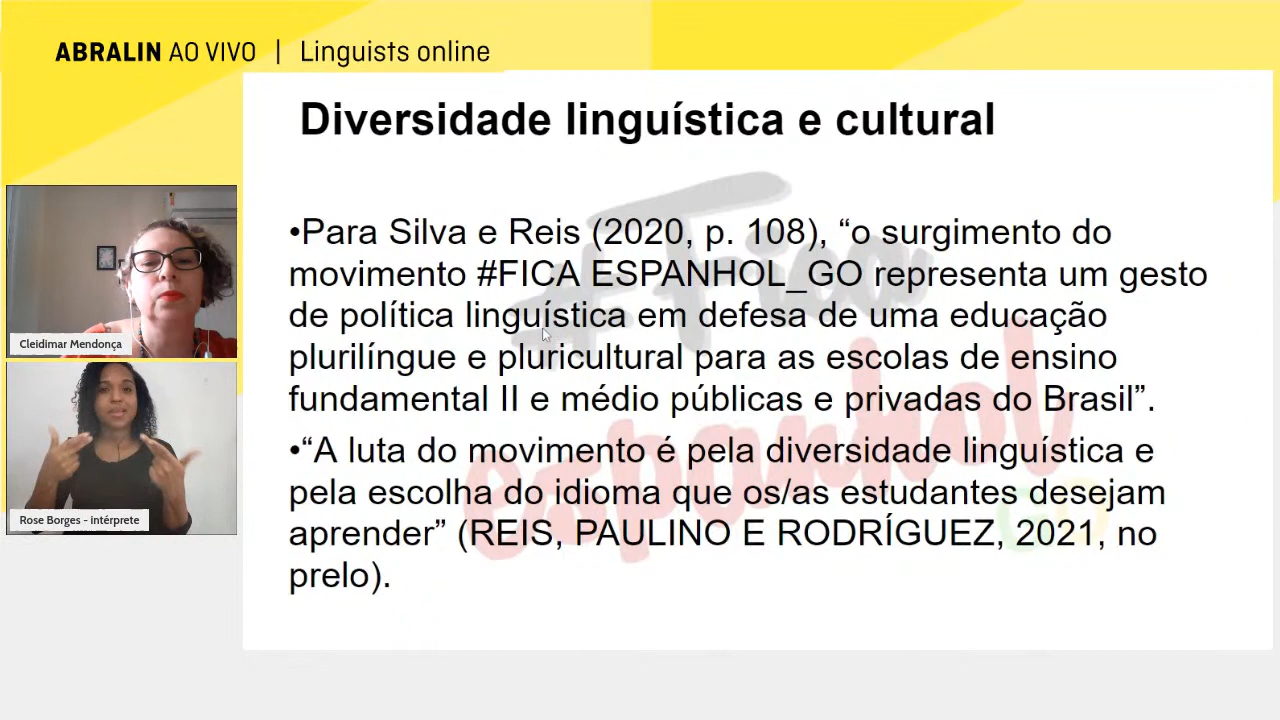 ABRALIN AO VIVO | Linguists online
Diversidade linguística e cultural
•Para Silva e Reis (2020, p. 108), “o surgimento do
movimento #FICA ESPANHOL_GO representa um gesto
de política linguística em defesa de uma educação
plurilíngue e pluricultural para as escolas de ensino
fundamental II e médio públicas e privadas do Brasil”.
•“A luta do movimento é pela diversidade linguística e
pela escolha do idioma que os/as estudantes desejam
aprender” (REIS, PAULINO E RODRÍGUEZ, 2021, no
prelo).
#Fica
espanhol
GO
Cleidimar Mendonça
Rose Borges - intérprete